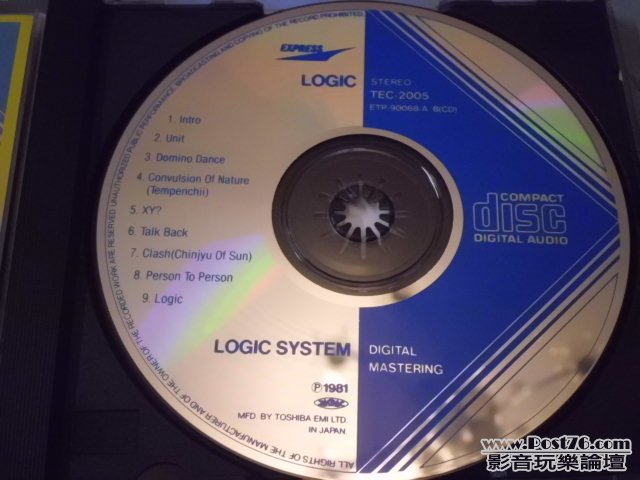 EXPRESS
LOGIC
STEREO
TEC-2005
ETP-90068-A B(CD)
1. Intro
2. Unit
3. Domino Dance
4. Convulsion Of Nature
(Tempenchii)
5. XY?
6. Talk Back
7. Clash(Chinjyu Of Sun)
8. Person To Person
9. Logic
COMPACT
disc
DIGITAL AUDIO
LOGIC SYSTEM
DIGITAL
MASTERING
Ⓟ1981
MFD. BY TOSHIBA EMI LTD.
IN JAPAN.
ALL RIGHTS OF THE MANUFACTURER AND OF THE OWNER OF THE RECORDED WORK ARE RESERVED. UNAUTHORIZED PUBLIC PERFORMANCE, BROADCASTING AND COPYING OF THE RECORD PROHIBITED.
www.Post76.com
影音玩樂論壇